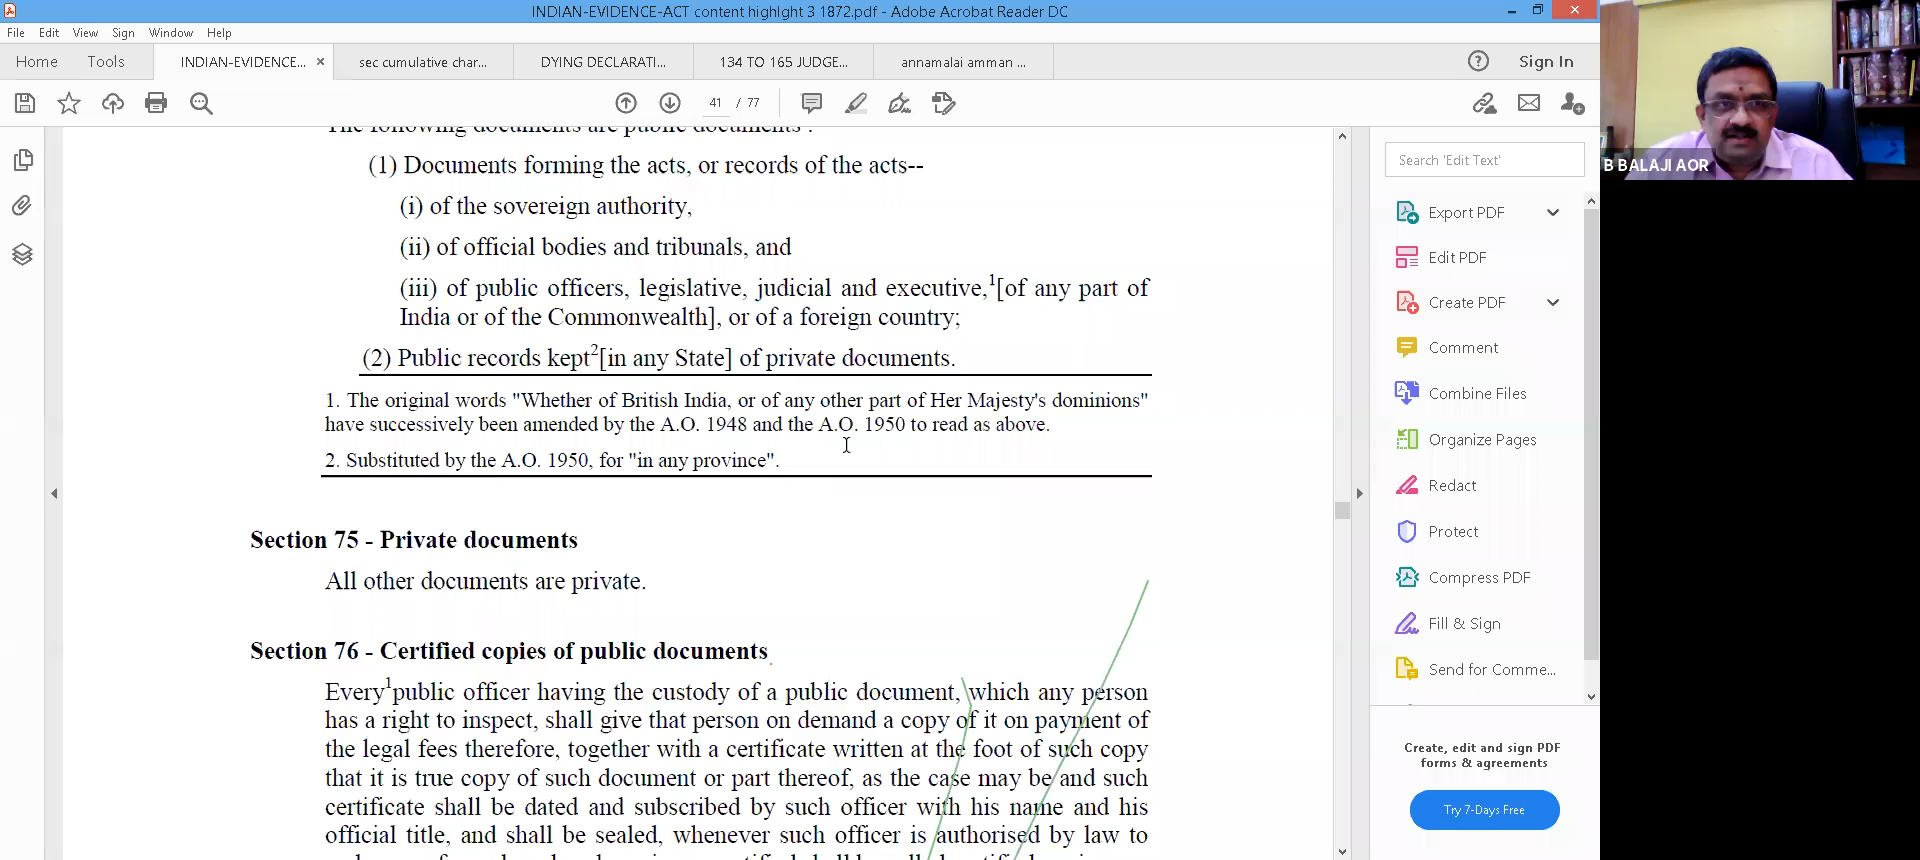 INDIAN-EVIDENCE-ACT content highlght 3 1872.pdf - Adobe Acrobat Reader DC
File Edit View Sign Window Help
Home Tools INDIAN-EVIDENCE... × sec cumulative char... DYING DECLARATI... 134 TO 165 JUDGE... annamalai amman ... Sign In
41 / 77
The following documents are public documents :
(1) Documents forming the acts, or records of the acts--
(i) of the sovereign authority,
(ii) of official bodies and tribunals, and
(iii) of public officers, legislative, judicial and executive,1[of any part of
India or of the Commonwealth], or of a foreign country;
(2) Public records kept2[in any State] of private documents.
1. The original words "Whether of British India, or of any other part of Her Majesty's dominions"
have successively been amended by the A.O. 1948 and the A.O. 1950 to read as above.
2. Substituted by the A.O. 1950, for "in any province".
Section 75 - Private documents
All other documents are private.
Section 76 - Certified copies of public documents
Every1public officer having the custody of a public document, which any person
has a right to inspect, shall give that person on demand a copy of it on payment of
the legal fees therefore, together with a certificate written at the foot of such copy
that it is true copy of such document or part thereof, as the case may be and such
certificate shall be dated and subscribed by such officer with his name and his
official title, and shall be sealed, whenever such officer is authorised by law to
Search 'Edit Text'
Export PDF
Edit PDF
Create PDF
Comment
Combine Files
Organize Pages
Redact
Protect
Compress PDF
Fill & Sign
Send for Comme...
Create, edit and sign PDF
forms & agreements
Try 7-Days Free
B BALAJI AOR